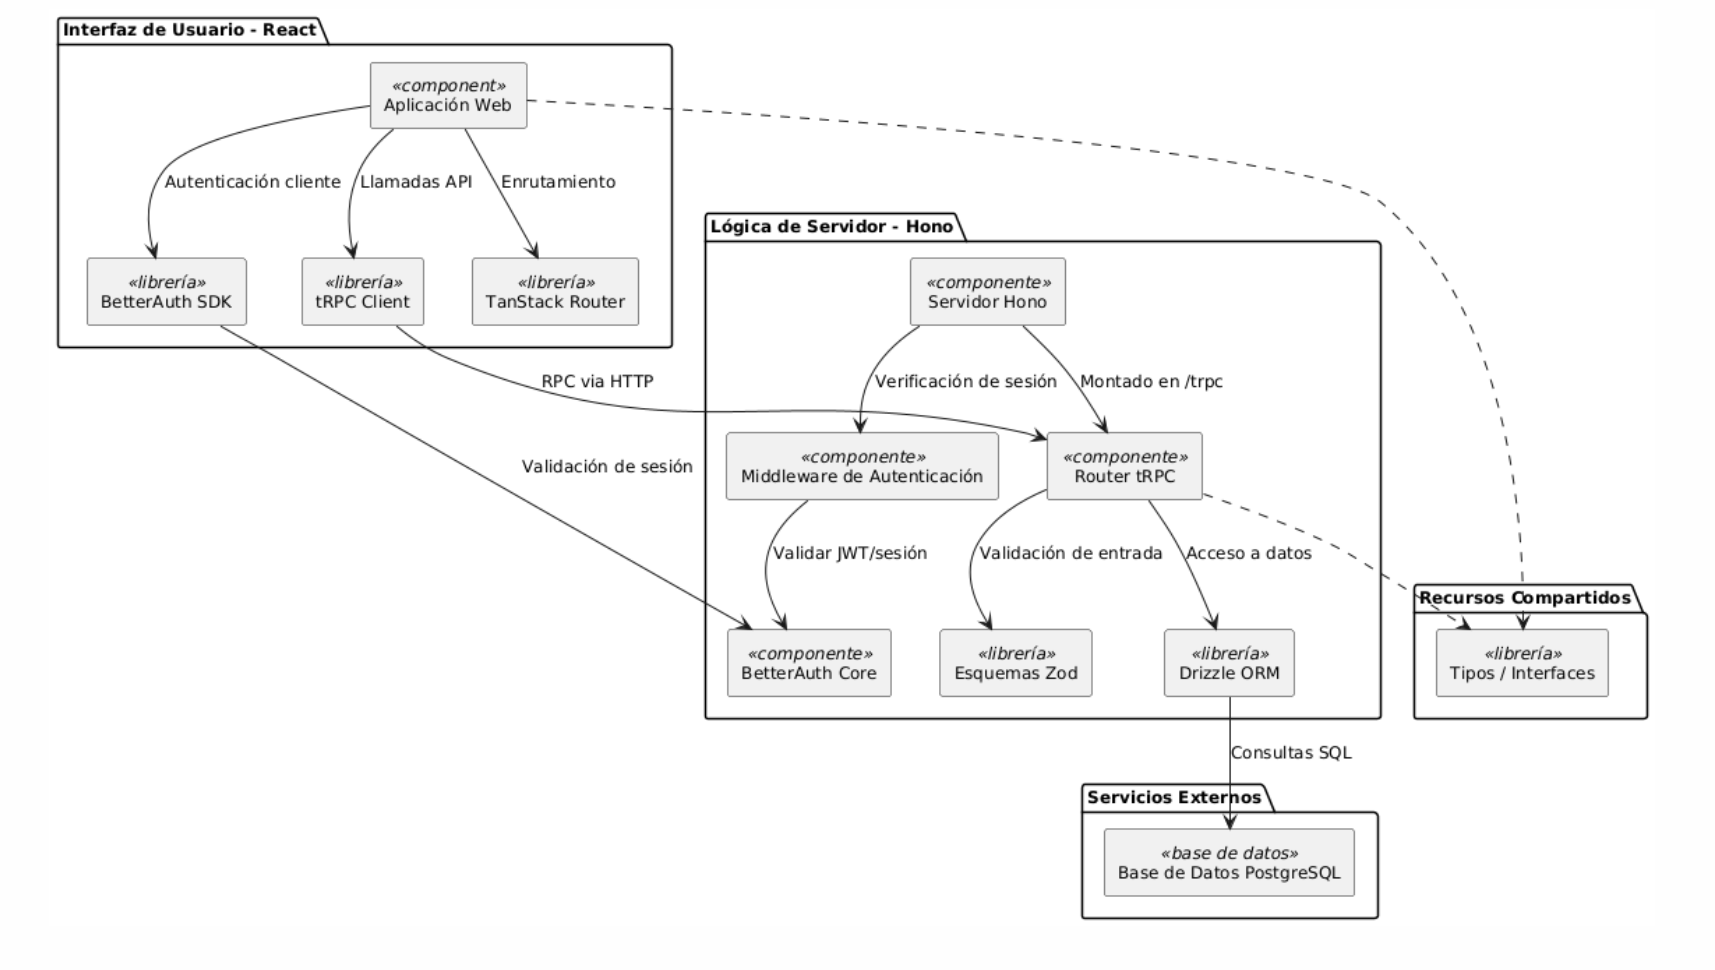 Interfaz de Usuario - React
«component»
Aplicación Web
Autenticación cliente
Llamadas API
Enrutamiento
«librería»
BetterAuth SDK
«librería»
tRPC Client
«librería»
TanStack Router
Lógica de Servidor - Hono
«componente»
Servidor Hono
RPC via HTTP
Verificación de sesión
Montado en /trpc
Validación de sesión
«componente»
Middleware de Autenticación
«componente»
Router tRPC
Validar JWT/sesión
Validación de entrada
Acceso a datos
«componente»
BetterAuth Core
«librería»
Esquemas Zod
«librería»
Drizzle ORM
Recursos Compartidos
«librería»
Tipos / Interfaces
Consultas SQL
Servicios Externos
«base de datos»
Base de Datos PostgreSQL